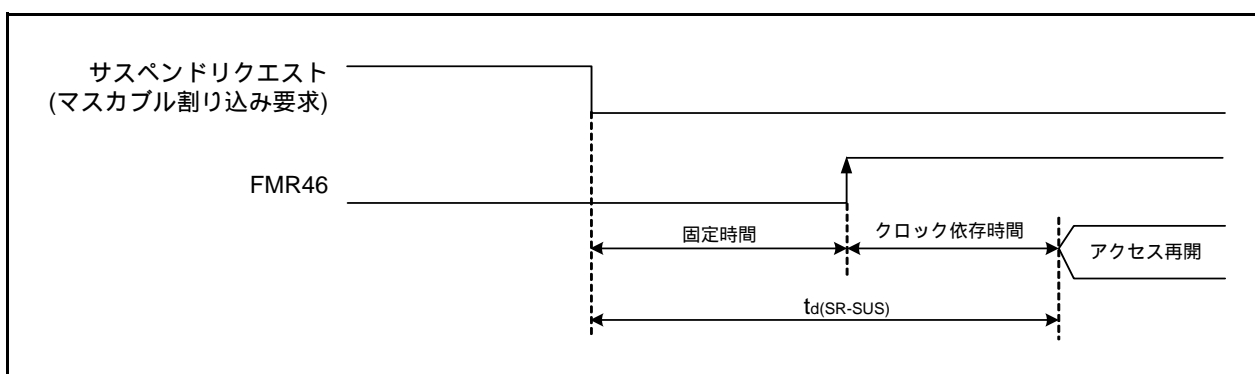 サスペンドリクエスト
(マスカブル割り込み要求)
FMR46
固定時間
クロック依存時間
アクセス再開
td(SR-SUS)